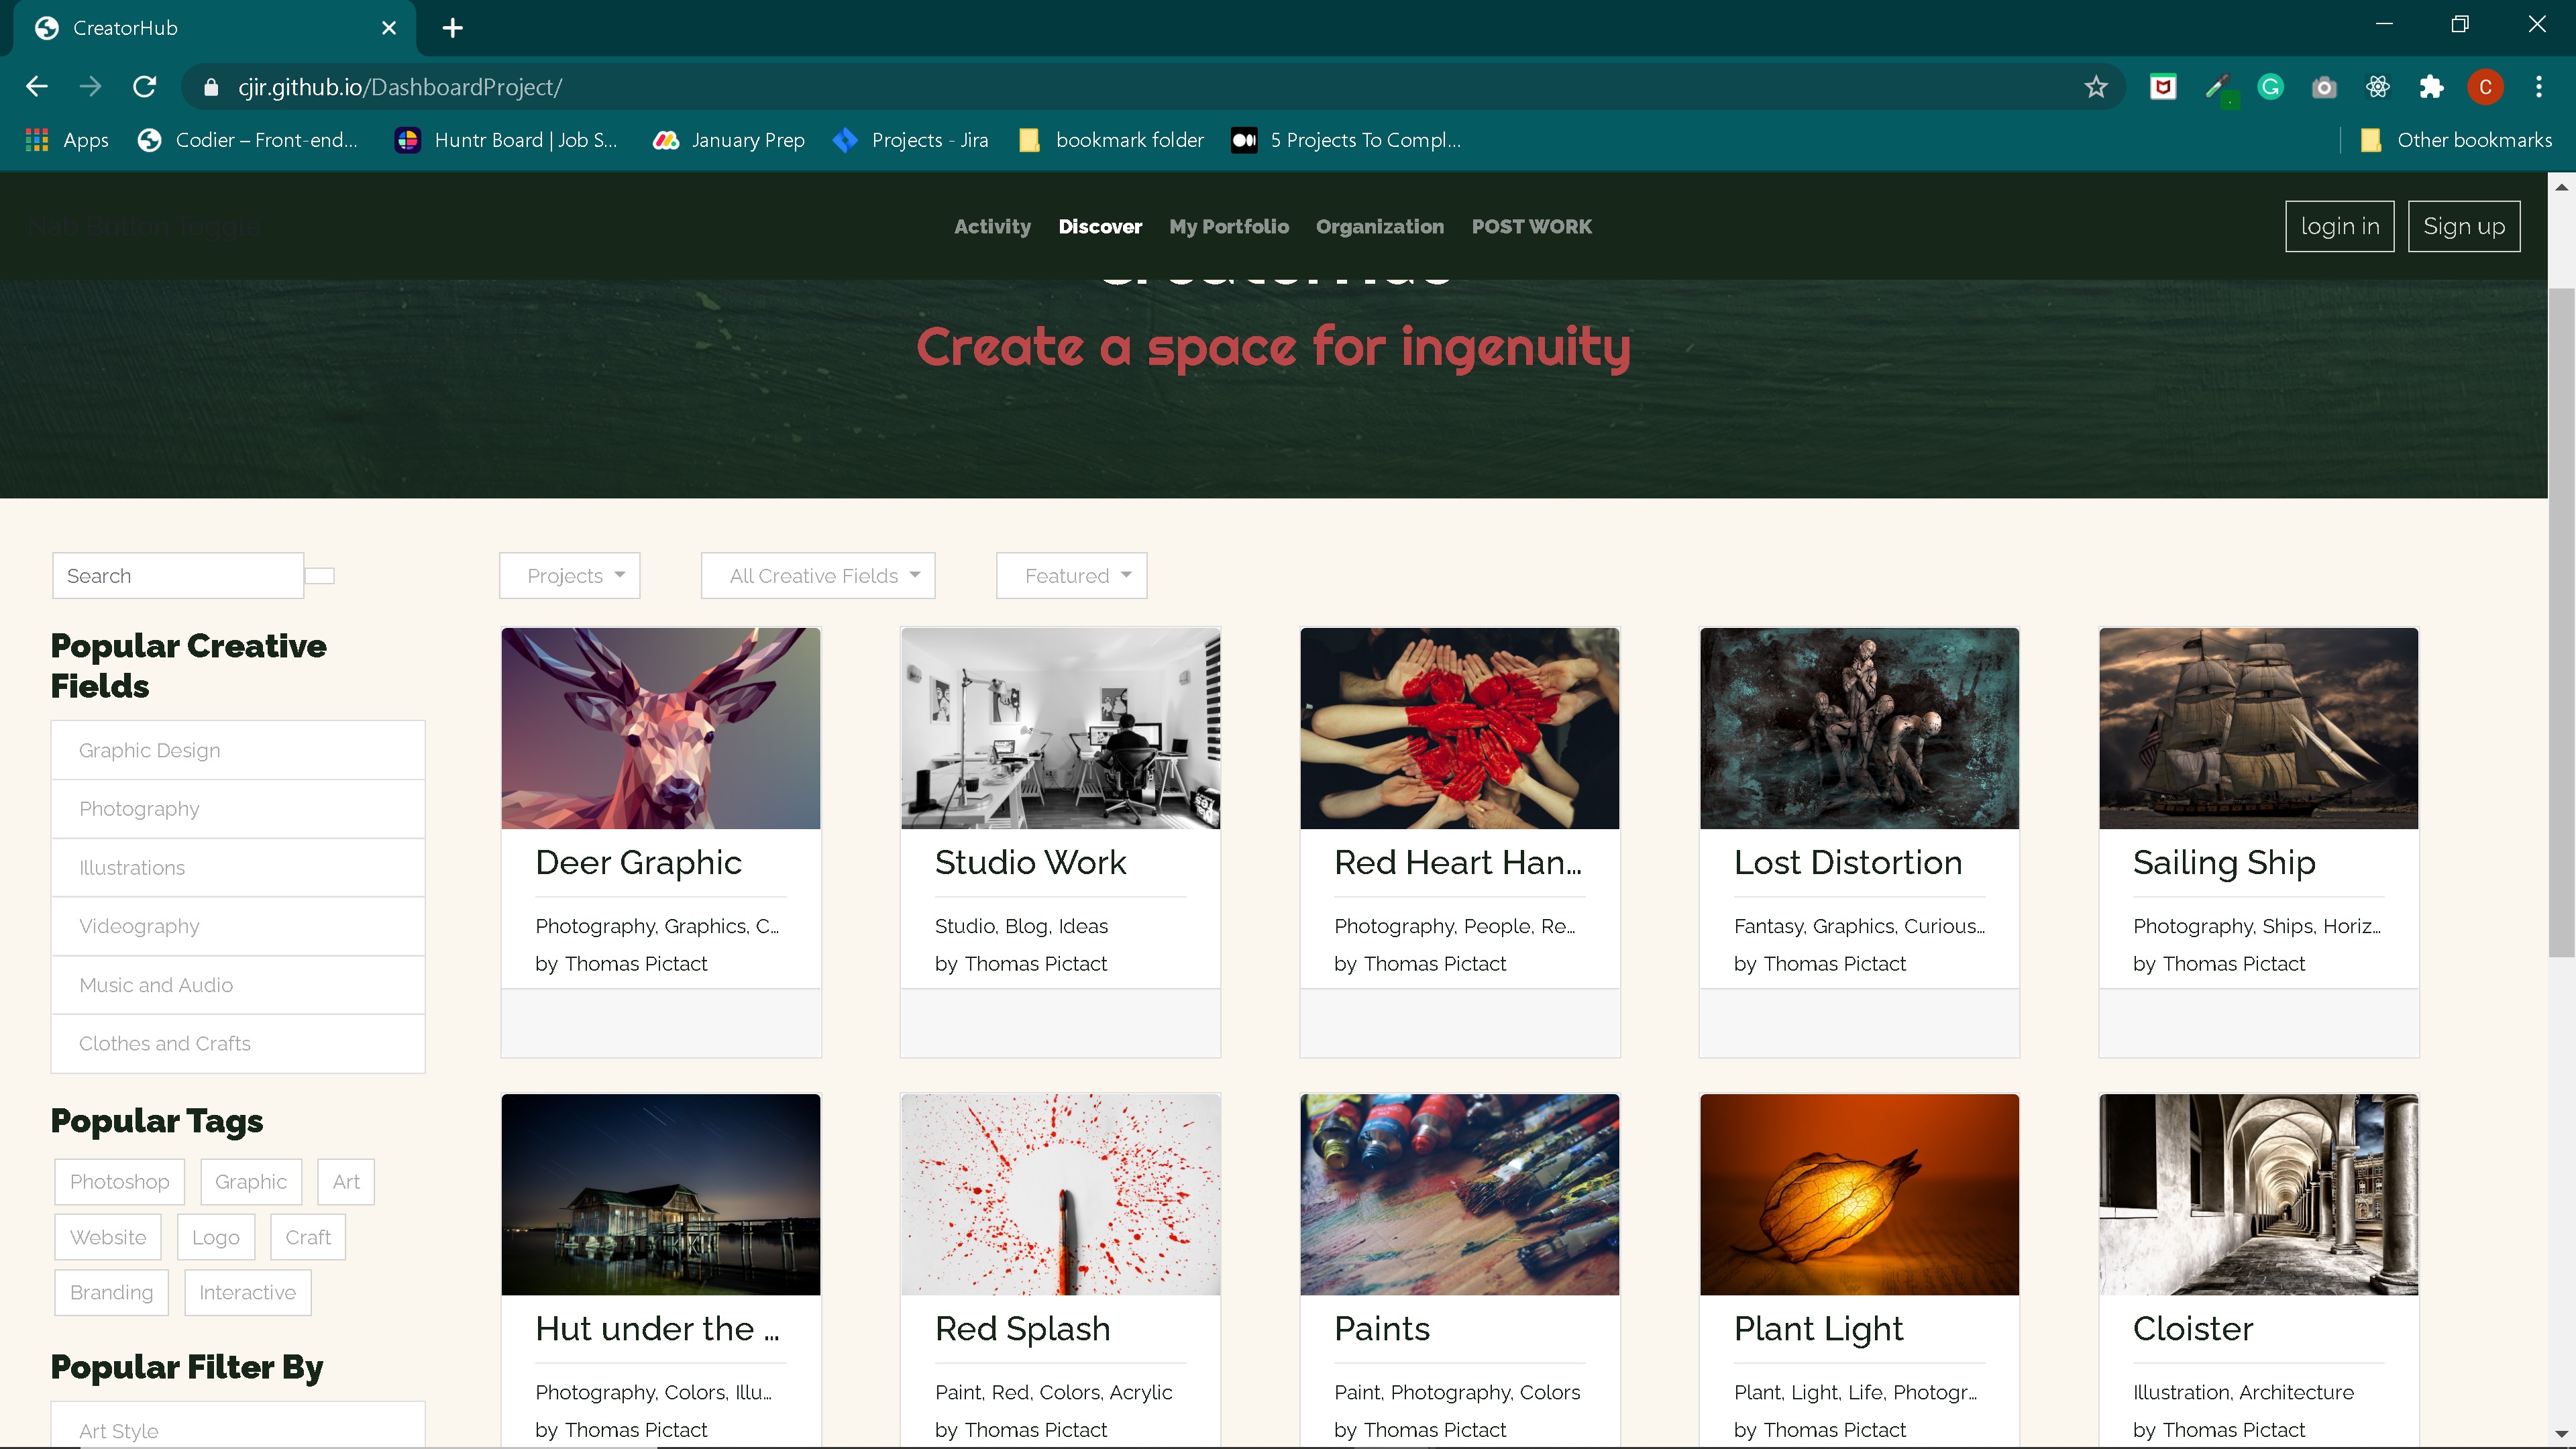 CreatorHub
cjir.github.io/DashboardProject/
C
Apps
Codier – Front-end...
Huntr Board | Job S...
January Prep
Projects - Jira
bookmark folder
5 Projects To Compl...
Other bookmarks
Nab Button Toggle
Activity
Discover
My Portfolio
Organization
POST WORK
login in
Sign up
CreatorHub
Create a space for ingenuity
Search
Projects
All Creative Fields
Featured
Popular Creative
Fields
Graphic Design
Photography
Illustrations
Videography
Music and Audio
Clothes and Crafts
Popular Tags
Photoshop
Graphic
Art
Website
Logo
Craft
Branding
Interactive
Popular Filter By
Art Style
Deer Graphic
Photography, Graphics, C...
by Thomas Pictact
Studio Work
Studio, Blog, Ideas
by Thomas Pictact
Red Heart Han...
Photography, People, Re...
by Thomas Pictact
Lost Distortion
Fantasy, Graphics, Curious...
by Thomas Pictact
Sailing Ship
Photography, Ships, Horiz...
by Thomas Pictact
Hut under the ...
Photography, Colors, Illu...
by Thomas Pictact
Red Splash
Paint, Red, Colors, Acrylic
by Thomas Pictact
Paints
Paint, Photography, Colors
by Thomas Pictact
Plant Light
Plant, Light, Life, Photogr...
by Thomas Pictact
Cloister
Illustration, Architecture
by Thomas Pictact